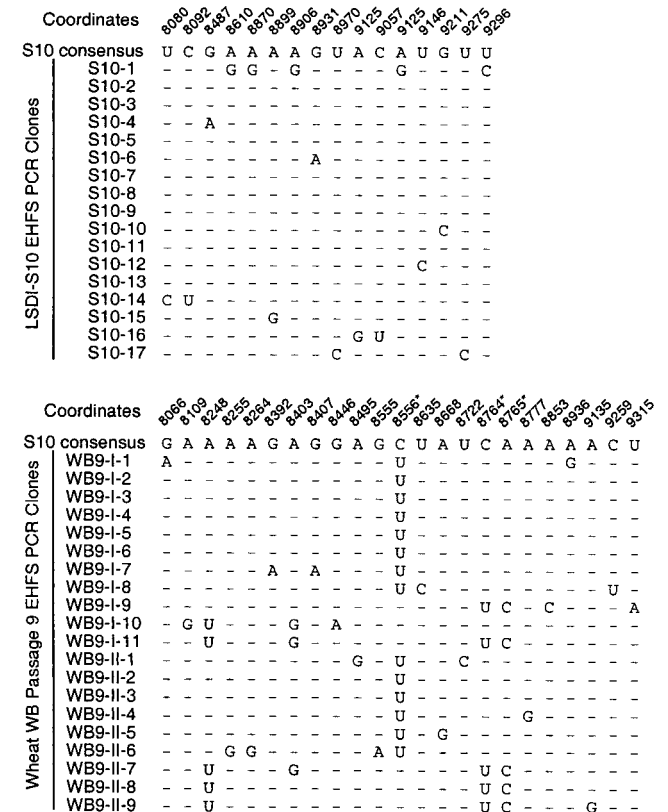 Coordinates 8080 8092 8487 8610 8870 8899 8906 8931 8970 9125 9057 9125 9146 9211 9275 9296
S10 consensus U C G A A A A G U A C A U G U U
LSDI-S10 EHFS PCR Clones
S10-1 - - - G G - G - - - - G - - - C
S10-2 - - - - - - - - - - - - - - - -
S10-3 - - - - - - - - - - - - - - - -
S10-4 - - A - - - - - - - - - - - - -
S10-5 - - - - - - - - - - - - - - - -
S10-6 - - - - - - - A - - - - - - - -
S10-7 - - - - - - - - - - - - - - - -
S10-8 - - - - - - - - - - - - - - - -
S10-9 - - - - - - - - - - - - - - - -
S10-10 - - - - - - - - - - - - - C - -
S10-11 - - - - - - - - - - - - - - - -
S10-12 - - - - - - - - - - - - C - - -
S10-13 - - - - - - - - - - - - - - - -
S10-14 C U - - - - - - - - - - - - - -
S10-15 - - - - - G - - - - - - - - - -
S10-16 - - - - - - - - - G U - - - - -
S10-17 - - - - - - - - C - - - - - C -
Coordinates 8066 8109 8248 8255 8264 8392 8403 8407 8446 8495 8555 8556* 8635 8668 8722 8764* 8765* 8777 8853 8936 9135 9259 9315
S10 consensus G A A A A G A G G A G C U A U C A A A A A C U
Wheat WB Passage 9 EHFS PCR Clones
WB9-I-1 A - - - - - - - - - - U - - - - - - - G - - -
WB9-I-2 - - - - - - - - - - - U - - - - - - - - - - -
WB9-I-3 - - - - - - - - - - - U - - - - - - - - - - -
WB9-I-4 - - - - - - - - - - - U - - - - - - - - - - -
WB9-I-5 - - - - - - - - - - - U - - - - - - - - - - -
WB9-I-6 - - - - - - - - - - - U - - - - - - - - - - -
WB9-I-7 - - - - - A - A - - - U - - - - - - - - - - -
WB9-I-8 - - - - - - - - - - - U C - - - - - - - - U -
WB9-I-9 - - - - - - - - - - - - - - - U C - C - - - A
WB9-I-10 - G U - - - G - A - - - - - - - - - - - - - -
WB9-I-11 - - U - - - G - - - - - - - - U C - - - - - -
WB9-II-1 - - - - - - - - - G - U - - C - - - - - - - -
WB9-II-2 - - - - - - - - - - - U - - - - - - - - - - -
WB9-II-3 - - - - - - - - - - - U - - - - - - - - - - -
WB9-II-4 - - - - - - - - - - - U - - - - - G - - - - -
WB9-II-5 - - - - - - - - - - - U - G - - - - - - - - -
WB9-II-6 - - - G G - - - - - A U - - - - - - - - - - -
WB9-II-7 - - U - - - G - - - - - - - - U C - - - - - -
WB9-II-8 - - U - - - - - - - - - - - - U C - - - - - -
WB9-II-9 - - U - - - - - - - - - - - - U C - - - G - -